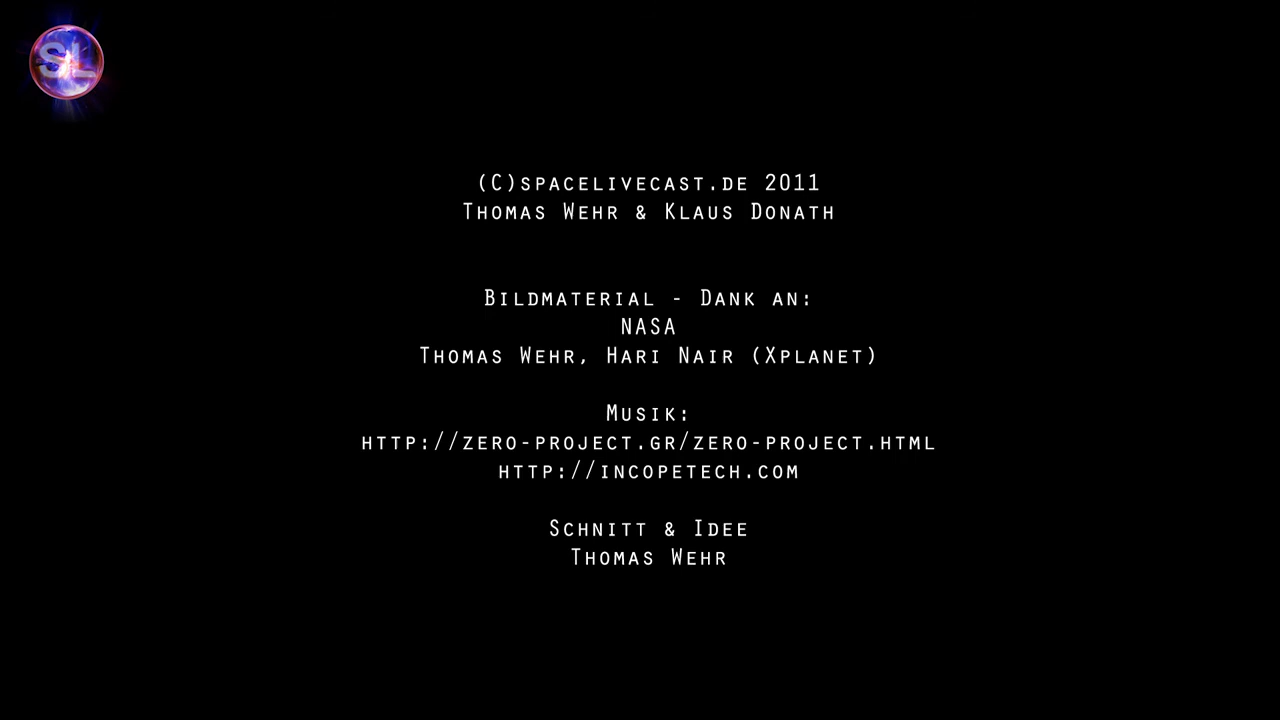 SL
(C)spacelivecast.de 2011
Thomas Wehr & Klaus Donath
Bildmaterial - Dank an:
NASA
Thomas Wehr, Hari Nair (Xplanet)
Musik:
http://zero-project.gr/zero-project.html
http://incopetech.com
Schnitt & Idee
Thomas Wehr